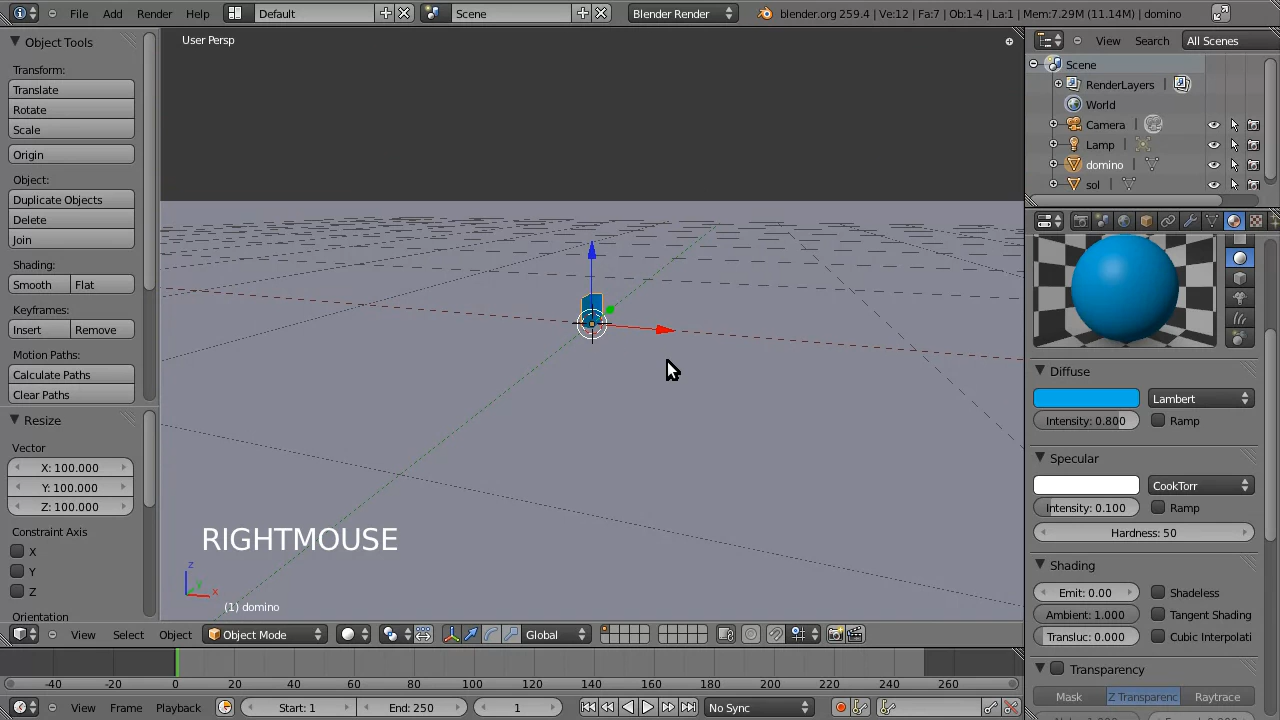 File Add Render Help Default Scene Blender Render blender.org 259.4 | Ve:12 | Fa:7 | Ob:1-4 | La:1 | Mem:7.29M (11.14M) | domino
Object Tools
Transform:
Translate
Rotate
Scale
Origin
Object:
Duplicate Objects
Delete
Join
Shading:
Smooth Flat
Keyframes:
Insert Remove
Motion Paths:
Calculate Paths
Clear Paths
Resize
Vector
X: 100.000
Y: 100.000
Z: 100.000
Constraint Axis
X
Y
Z
Orientation
User Persp
RIGHTMOUSE
z
y
x
(1) domino
View Select Object Object Mode Global
View Search All Scenes
Scene
RenderLayers
World
Camera
Lamp
domino
sol
Diffuse
Lambert
Intensity: 0.800 Ramp
Specular
CookTorr
Intensity: 0.100 Ramp
Hardness: 50
Shading
Emit: 0.00 Shadeless
Ambient: 1.000 Tangent Shading
Transluc: 0.000 Cubic Interpolati
Transparency
Mask Z Transparenc Raytrace
-40 -20 0 20 40 60 80 100 120 140 160 180 200 220 240 260
View Frame Playback Start: 1 End: 250 1 No Sync